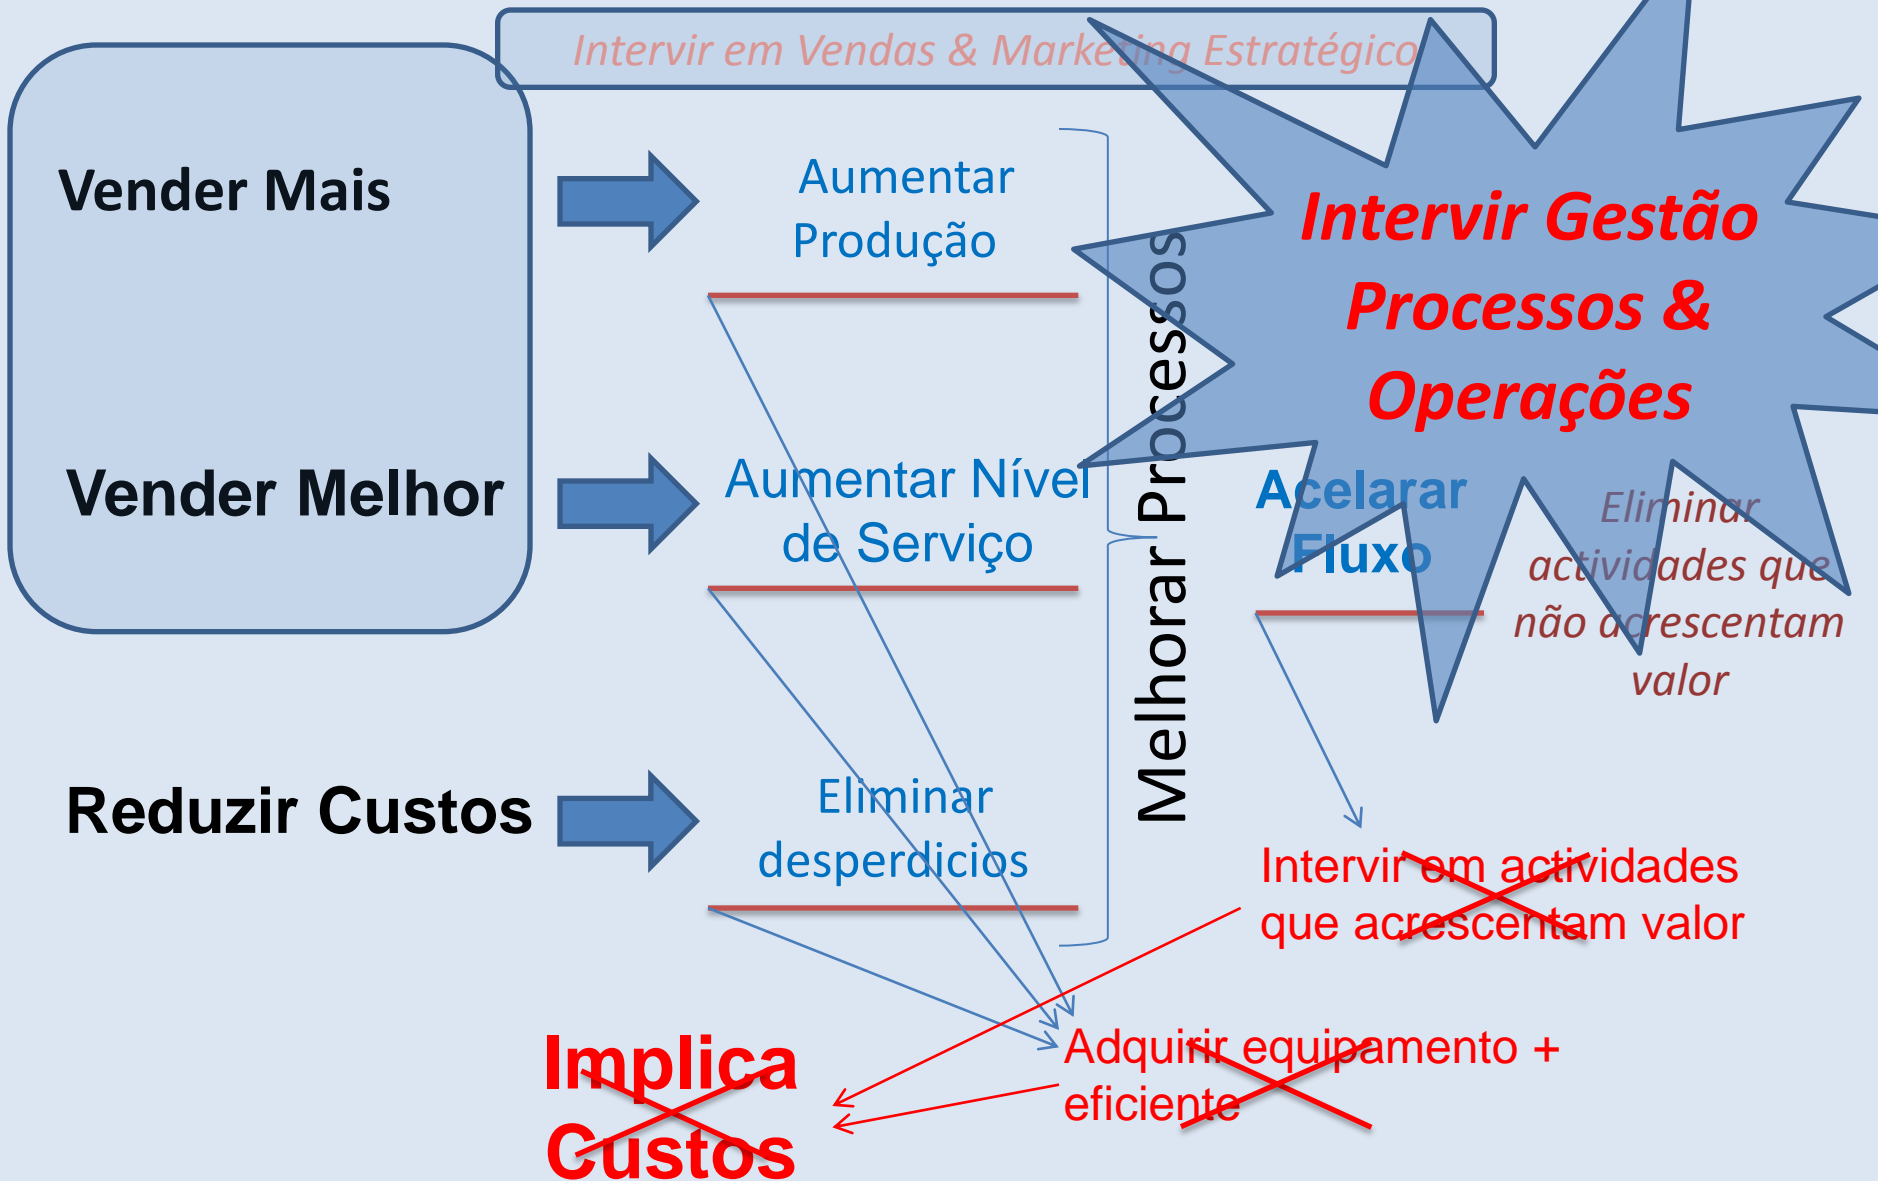 Intervir em Vendas & Marketing Estratégico
Vender Mais
Aumentar
Produção
Vender Melhor
Aumentar Nível
de Serviço
Reduzir Custos
Eliminar
desperdicios
Melhorar Processos
Intervir Gestão
Processos &
Operações
Acelarar
Fluxo
Eliminar
actividades que
não acrescentam
valor
Intervir em actividades
que acrescentam valor
Adquirir equipamento +
eficiente
Implica
Custos